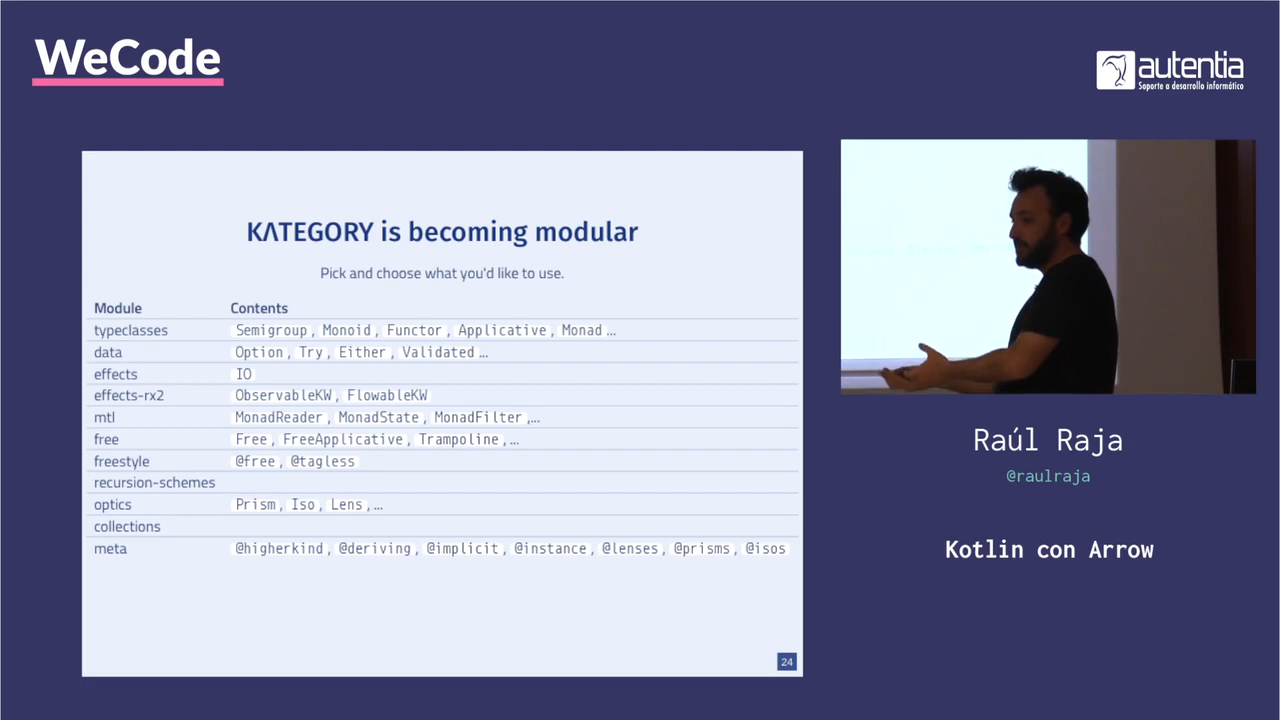 WeCode
autentia
Soporte a desarrollo informático
KΛTEGORY is becoming modular
Pick and choose what you'd like to use.
Module Contents
typeclasses Semigroup, Monoid, Functor, Applicative, Monad…
data Option, Try, Either, Validated…
effects IO
effects-rx2 ObservableKW, FlowableKW
mtl MonadReader, MonadState, MonadFilter,…
free Free, FreeApplicative, Trampoline,…
freestyle @free, @tagless
recursion-schemes
optics Prism, Iso, Lens,…
collections
meta @higherkind, @deriving, @implicit, @instance, @lenses, @prisms, @isos
24
Raúl Raja
@raulraja
Kotlin con Arrow